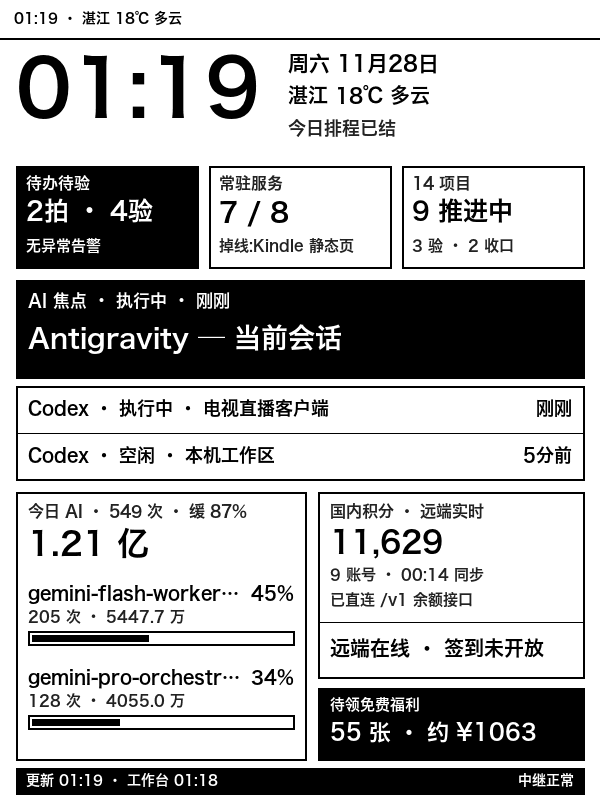 01:19 · 湛江 18℃ 多云
01:19
周六 11月28日
湛江 18℃ 多云
今日排程已结
待办待验
2拍 · 4验
无异常告警
常驻服务
7 / 8
掉线:Kindle 静态页
14 项目
9 推进中
3 验 · 2 收口
AI 焦点 · 执行中 · 刚刚
Antigravity — 当前会话
Codex · 执行中 · 电视直播客户端 刚刚
Codex · 空闲 · 本机工作区 5分前
今日 AI · 549 次 · 缓 87%
1.21 亿
gemini-flash-worker… 45%
205 次 · 5447.7 万
gemini-pro-orchestr… 34%
128 次 · 4055.0 万
国内积分 · 远端实时
11,629
9 账号 · 00:14 同步
已直连 /v1 余额接口
远端在线 · 签到未开放
待领免费福利
55 张 · 约 ¥1063
更新 01:19 · 工作台 01:18 中继正常